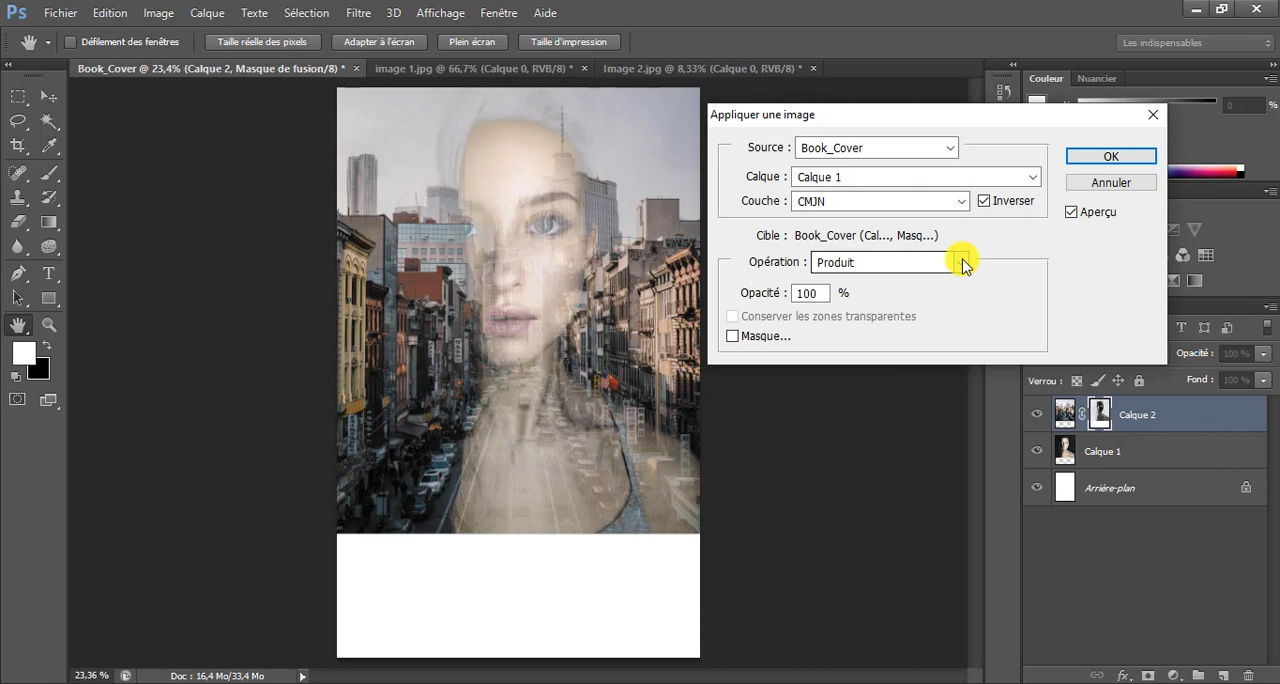 Ps Fichier Edition Image Calque Texte Sélection Filtre 3D Affichage Fenêtre Aide
Défilement des fenêtres Taille réelle des pixels Adapter à l'écran Plein écran Taille d'impression Les indispensables
Book_Cover @ 23,4% (Calque 2, Masque de fusion/8) * × image 1.jpg @ 66,7% (Calque 0, RVB/8) * × Image 2.jpg @ 8,33% (Calque 0, RVB/8) * ×
Couleur Nuancier
0 %
Appliquer une image
Source : Book_Cover
OK
Calque : Calque 1
Annuler
Couche : CMJN Inverser
Aperçu
Cible : Book_Cover (Cal..., Masq...)
Opération : Produit
Opacité : 100 %
Conserver les zones transparentes
Masque...
Opacité : 100 %
Verrou : Fond : 100 %
Calque 2
Calque 1
Arrière-plan
23,36 % Doc : 16,4 Mo/33,4 Mo